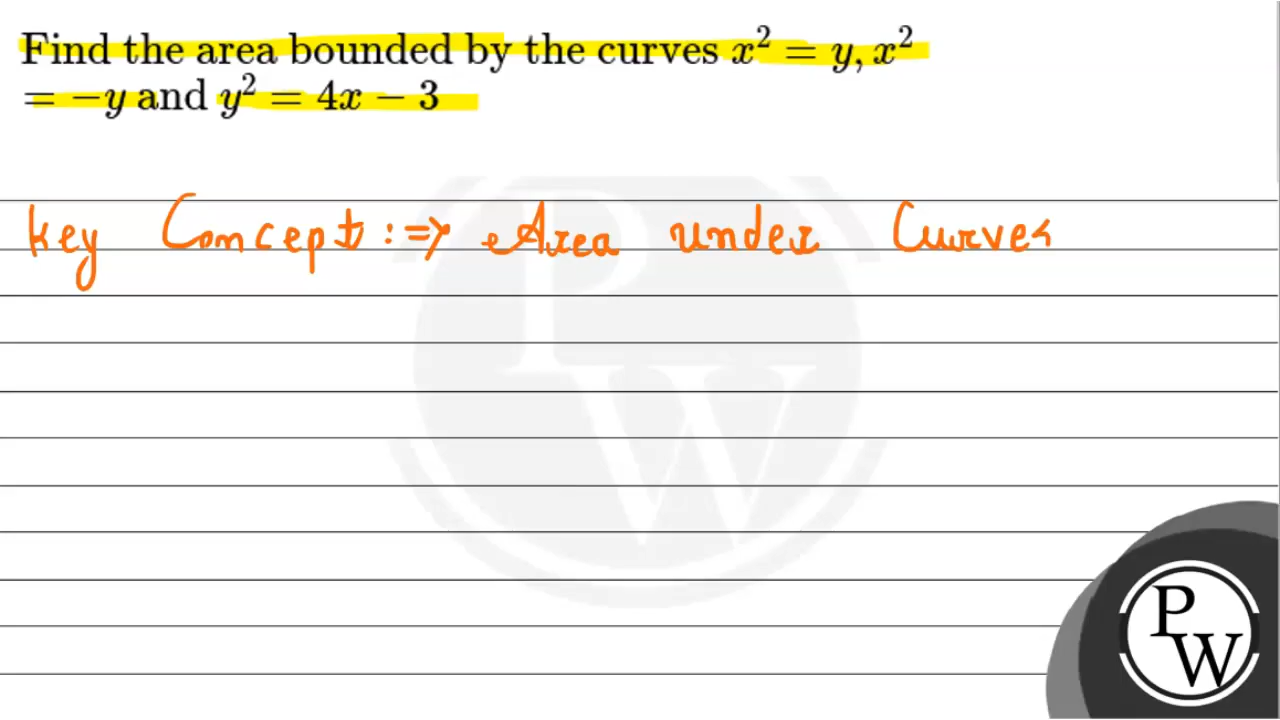 Find the area bounded by the curves x² = y, x²
= −y and y² = 4x − 3
key Concept :⇒ Area under Curves
P
W
P
W